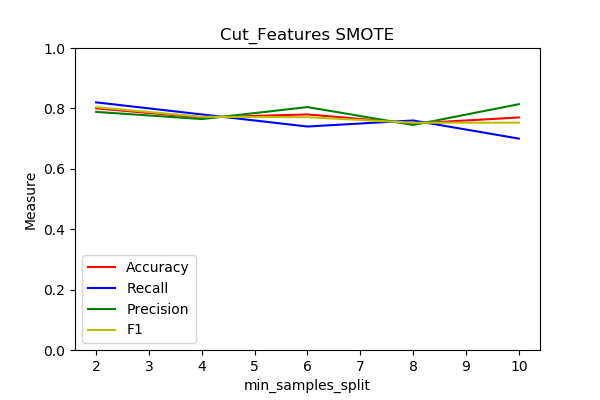 Cut_Features SMOTE
1.0
0.8
0.6
0.4
0.2
0.0
Measure
Accuracy
Recall
Precision
F1
2 3 4 5 6 7 8 9 10
min_samples_split